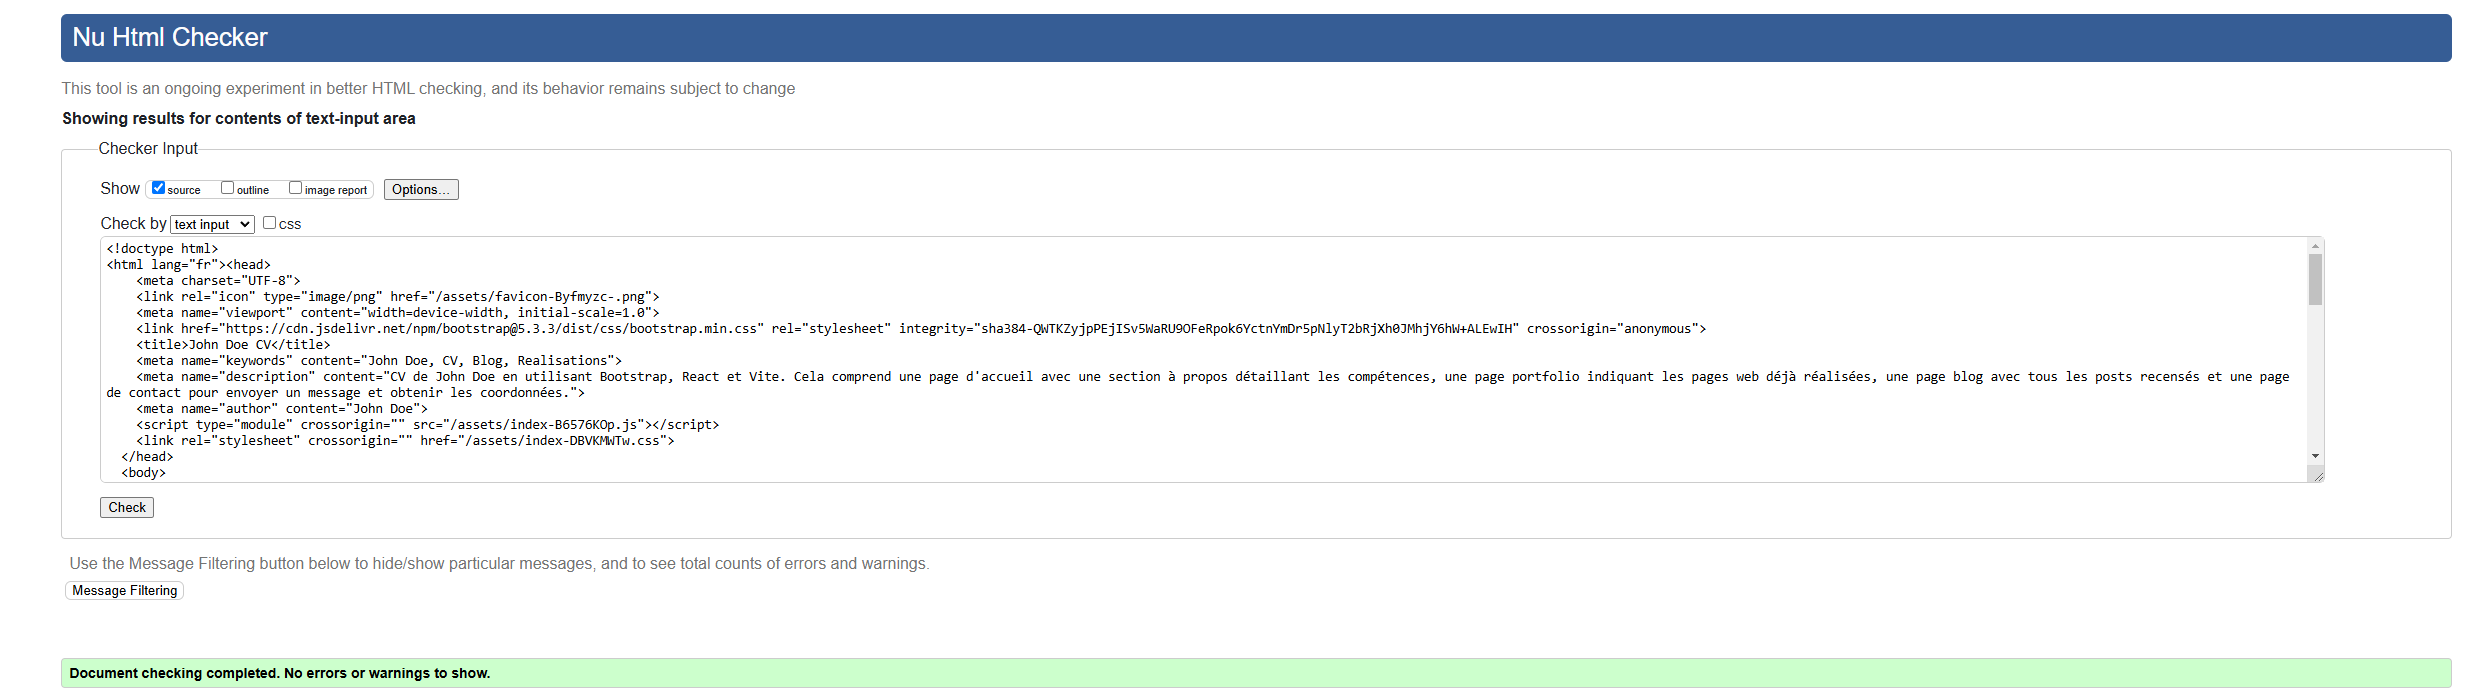 Nu Html Checker
This tool is an ongoing experiment in better HTML checking, and its behavior remains subject to change
Showing results for contents of text-input area
Checker Input
Show source outline image report Options...
Check by text input css
<!doctype html>
<html lang="fr"><head>
<meta charset="UTF-8">
<link rel="icon" type="image/png" href="/assets/favicon-Byfmyzc-.png">
<meta name="viewport" content="width=device-width, initial-scale=1.0">
<link href="https://cdn.jsdelivr.net/npm/bootstrap@5.3.3/dist/css/bootstrap.min.css" rel="stylesheet" integrity="sha384-QWTKZyjpPEjISv5WaRU9OFeRpok6YctnYmDr5pNlyT2bRjXh0JMhjY6hW+ALEwIH" crossorigin="anonymous">
<title>John Doe CV</title>
<meta name="keywords" content="John Doe, CV, Blog, Realisations">
<meta name="description" content="CV de John Doe en utilisant Bootstrap, React et Vite. Cela comprend une page d'accueil avec une section à propos détaillant les compétences, une page portfolio indiquant les pages web déjà réalisées, une page blog avec tous les posts recensés et une page
de contact pour envoyer un message et obtenir les coordonnées.">
<meta name="author" content="John Doe">
<script type="module" crossorigin="" src="/assets/index-B6576KOp.js"></script>
<link rel="stylesheet" crossorigin="" href="/assets/index-DBVKMWTw.css">
</head>
<body>
Check
Use the Message Filtering button below to hide/show particular messages, and to see total counts of errors and warnings.
Message Filtering
Document checking completed. No errors or warnings to show.